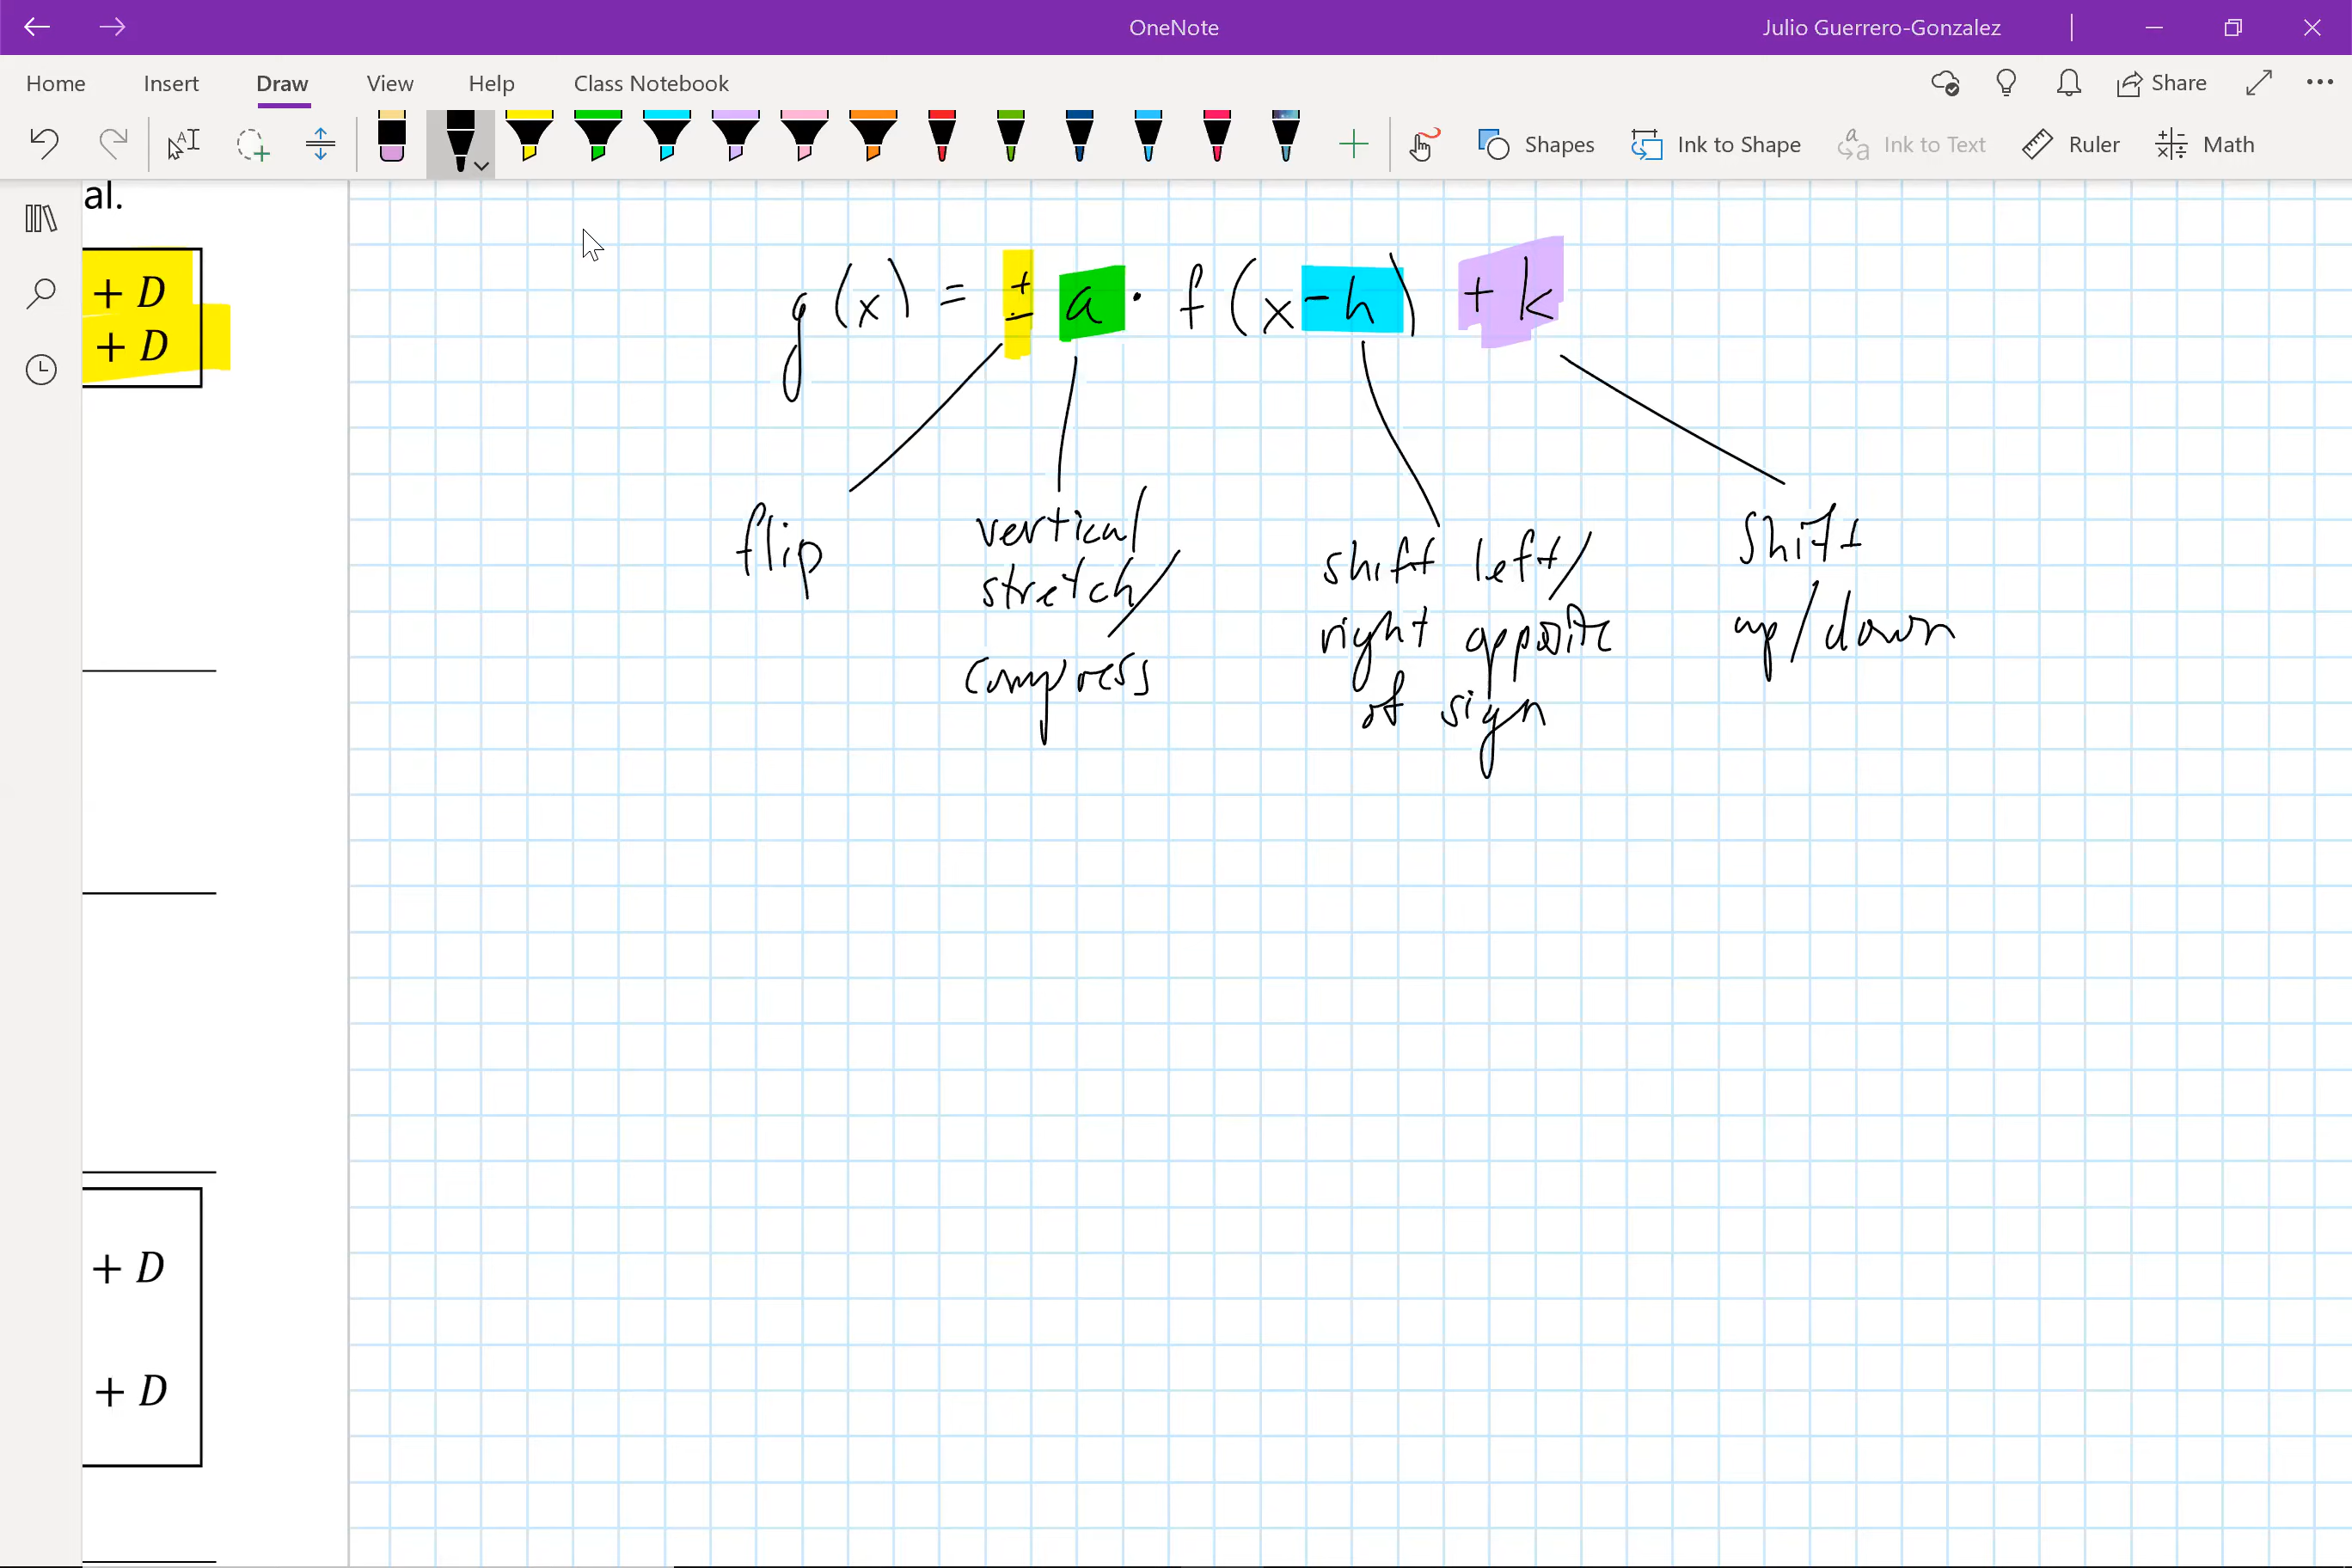 OneNote
Julio Guerrero-Gonzalez
Home Insert Draw View Help Class Notebook Share
Shapes Ink to Shape Ink to Text Ruler Math
al.
+ D
+ D
g(x) = ± a · f(x - h) + k
flip
vertical
stretch/
compress
shift left/
right opposite
of sign
shift
up/down
+ D
+ D